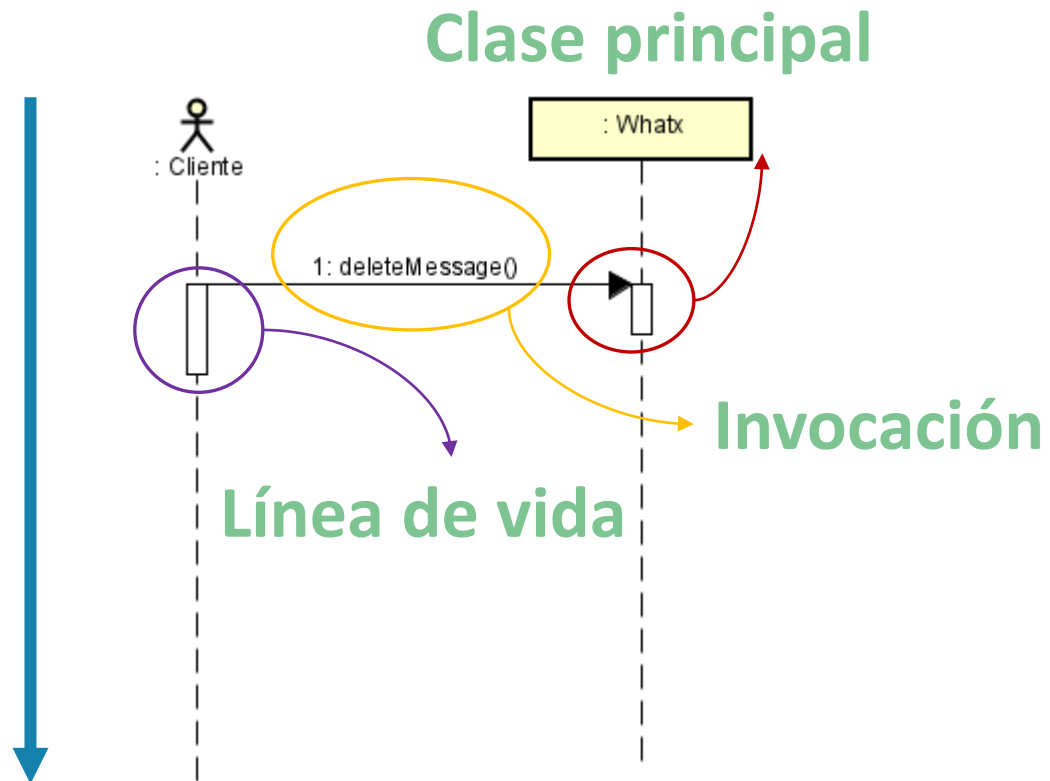 Clase principal
: Cliente
: Whatx
1: deleteMessage()
Invocación
Línea de vida